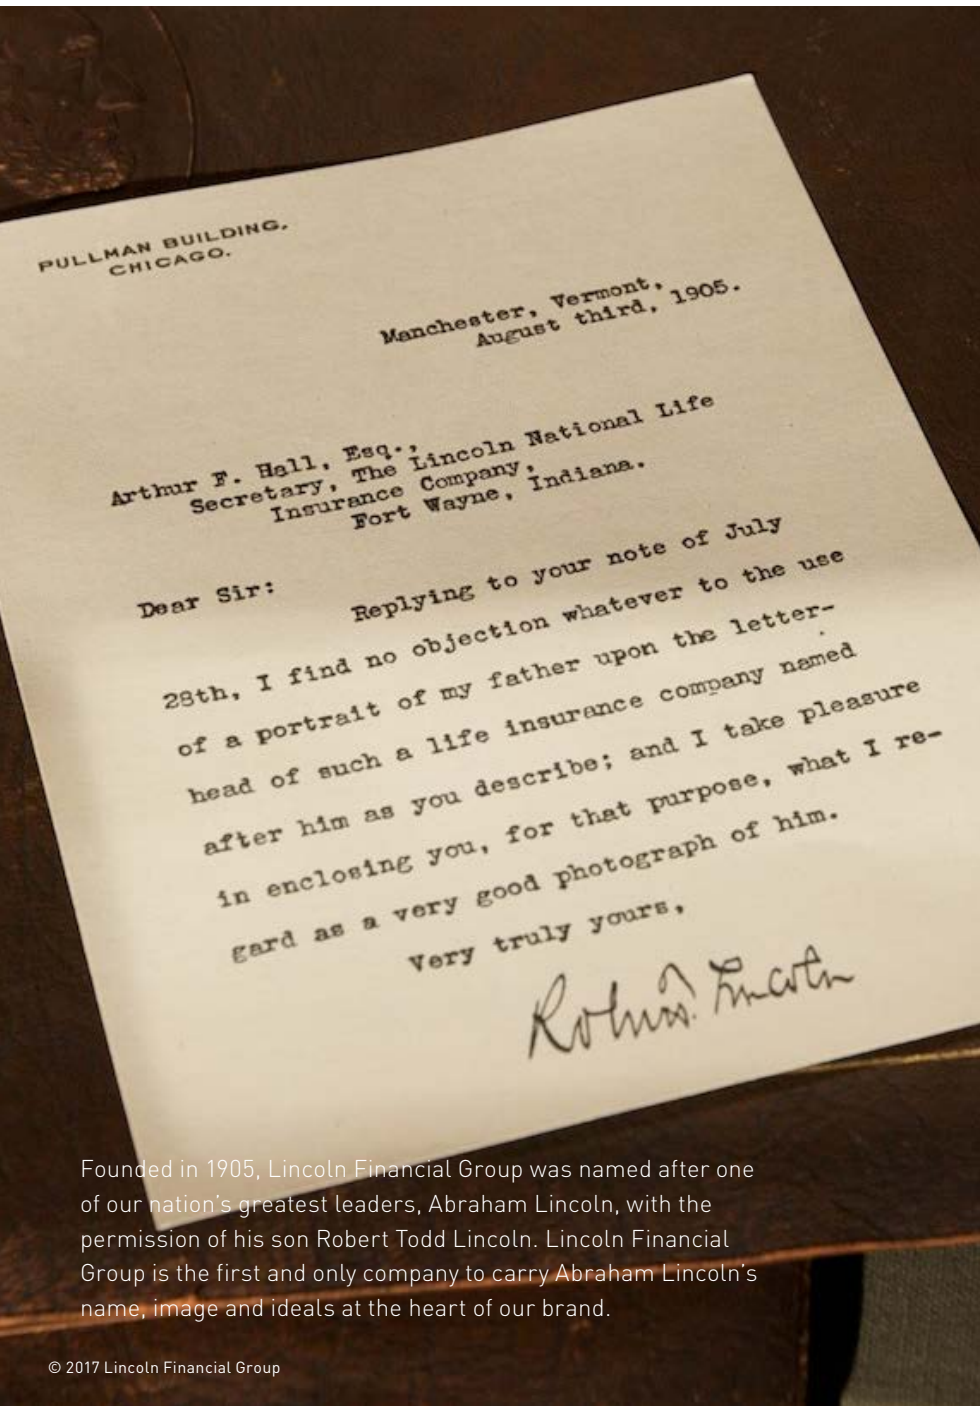 PULLMAN BUILDING,
CHICAGO.
Manchester, Vermont,
August third, 1905.
Arthur F. Hall, Esq.,
Secretary, The Lincoln National Life
Insurance Company,
Fort Wayne, Indiana.
Dear Sir:
Replying to your note of July
28th, I find no objection whatever to the use
of a portrait of my father upon the letter-
head of such a life insurance company named
after him as you describe; and I take pleasure
in enclosing you, for that purpose, what I re-
gard as a very good photograph of him.
Very truly yours,
Robert T. Lincoln
Founded in 1905, Lincoln Financial Group was named after one
of our nation's greatest leaders, Abraham Lincoln, with the
permission of his son Robert Todd Lincoln. Lincoln Financial
Group is the first and only company to carry Abraham Lincoln's
name, image and ideals at the heart of our brand.
© 2017 Lincoln Financial Group